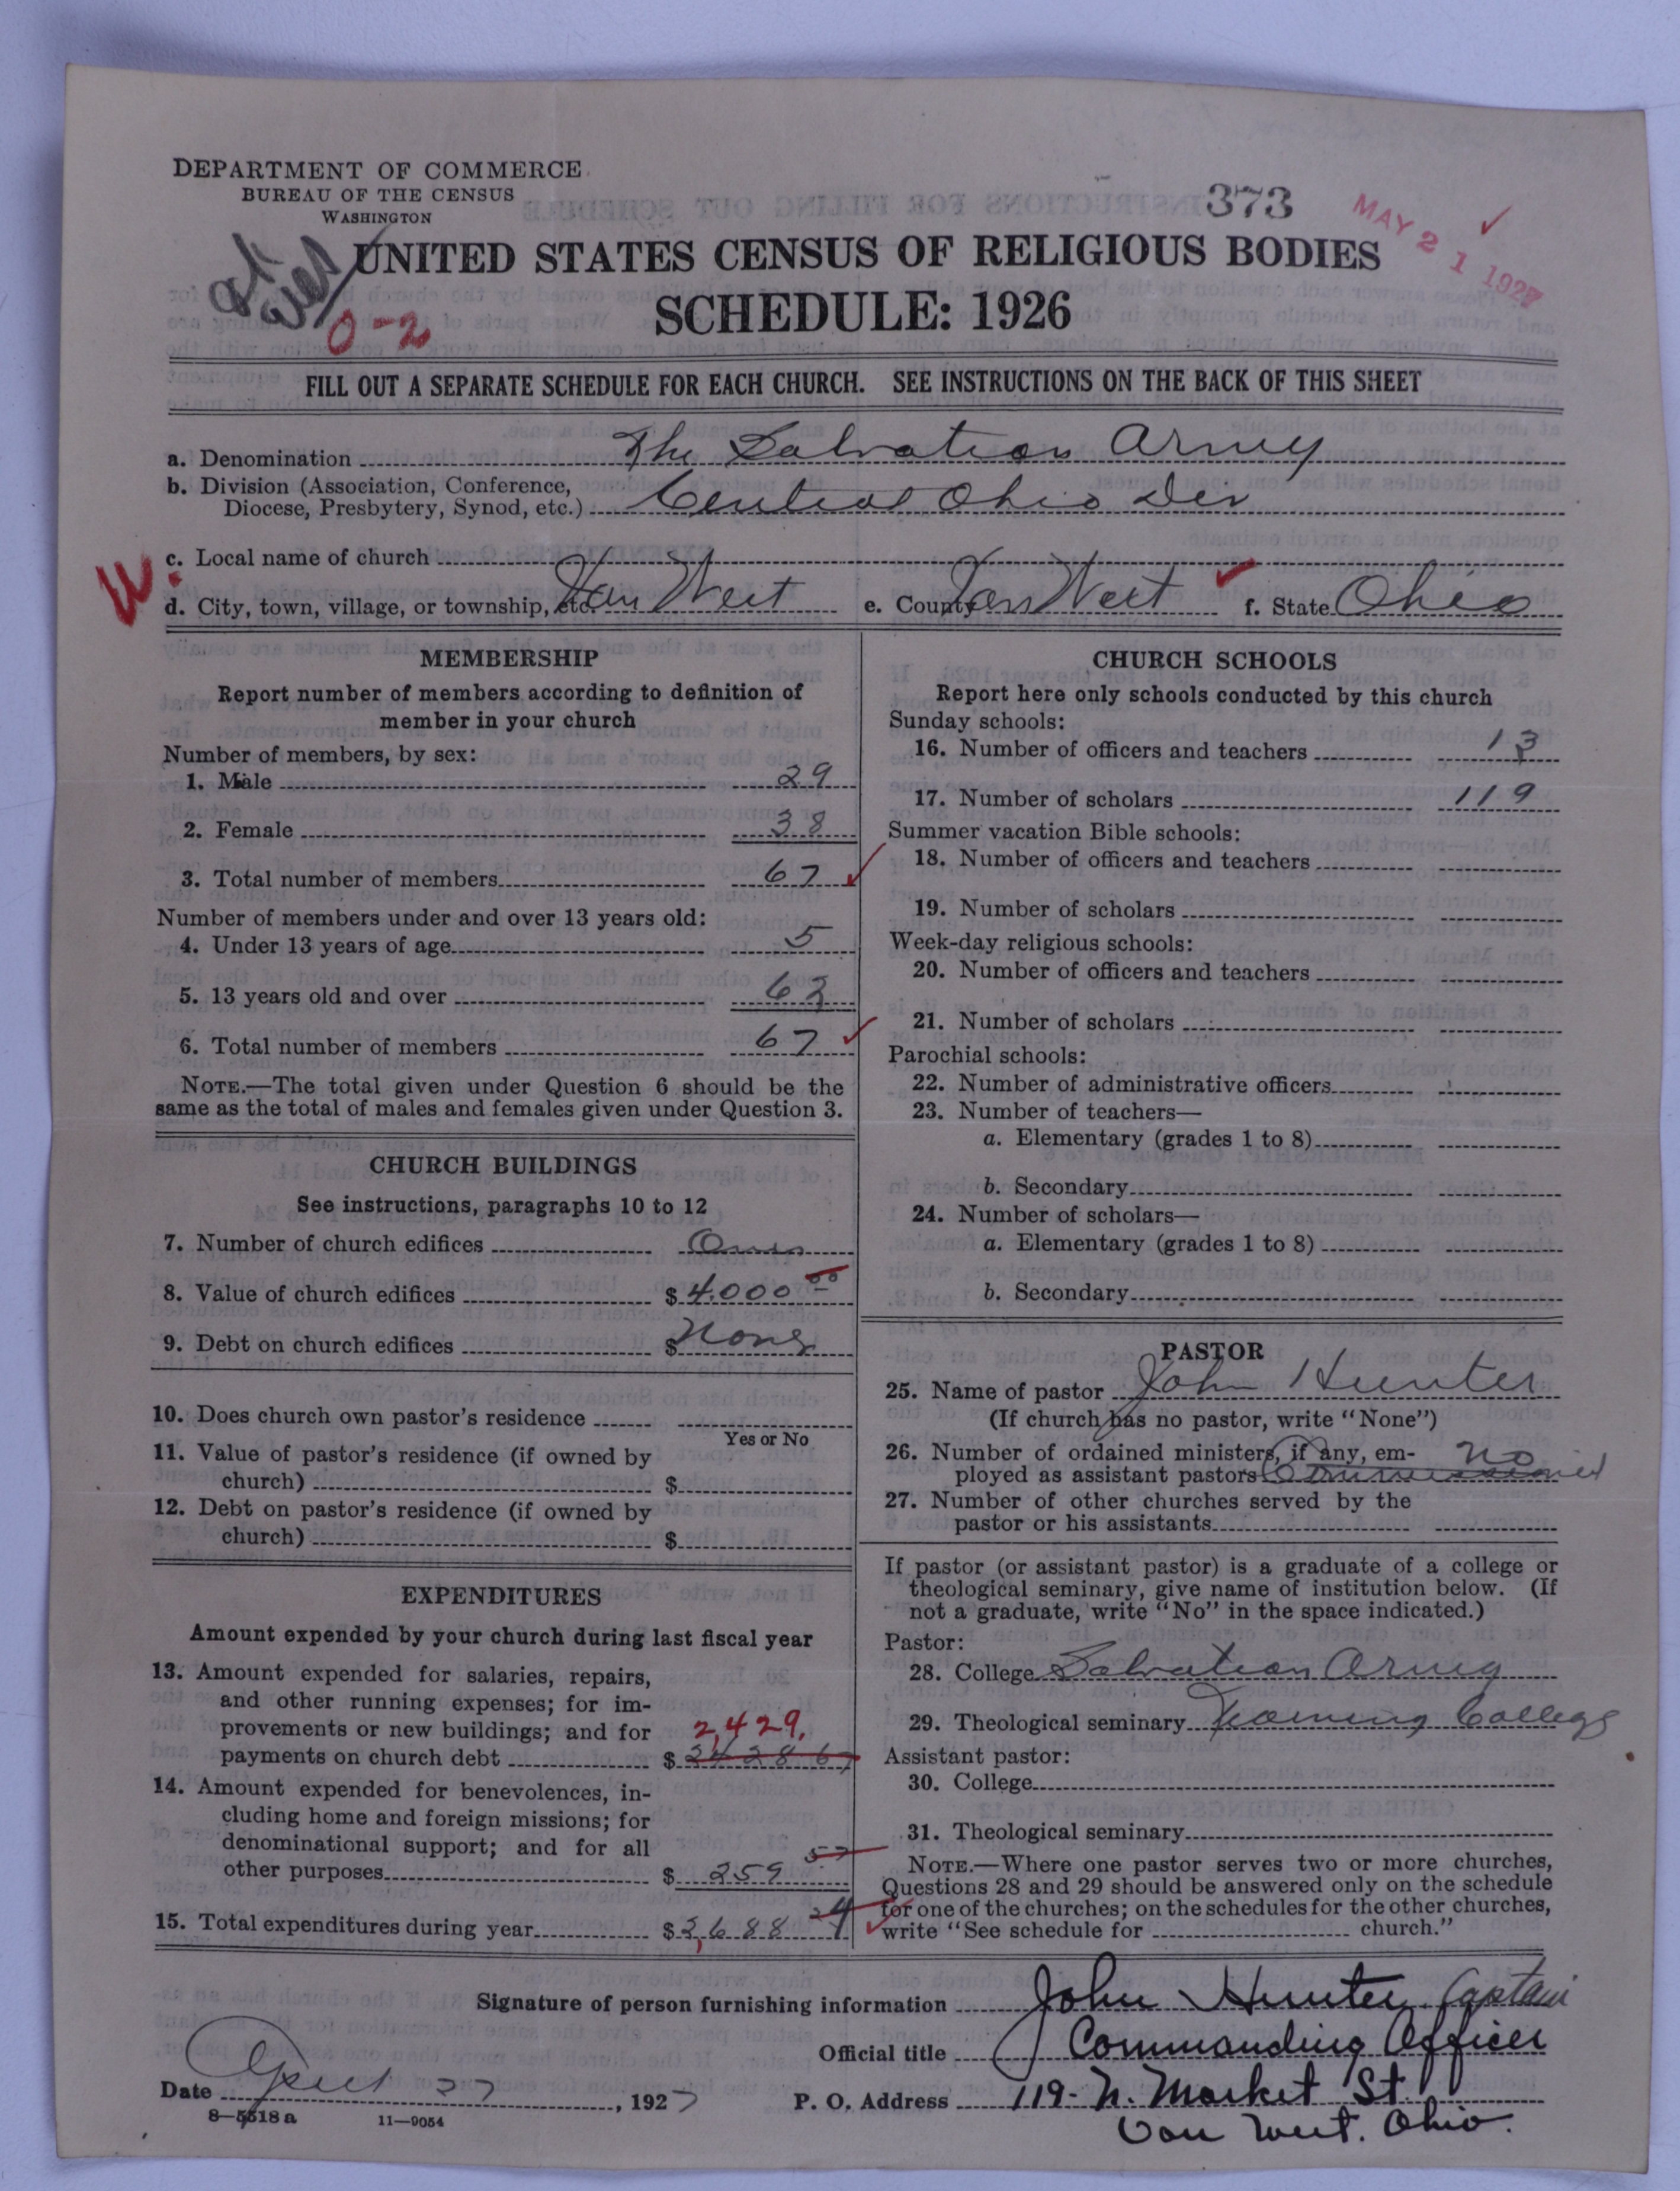 DEPARTMENT OF COMMERCE
BUREAU OF THE CENSUS
WASHINGTON
373
MAY 21 1927
UNITED STATES CENSUS OF RELIGIOUS BODIES
SCHEDULE: 1926
0-2
FILL OUT A SEPARATE SCHEDULE FOR EACH CHURCH. SEE INSTRUCTIONS ON THE BACK OF THIS SHEET
a. Denomination The Salvation Army
b. Division (Association, Conference,
Diocese, Presbytery, Synod, etc.) Central Ohio Div
c. Local name of church
d. City, town, village, or township, etc. Van Wert e. County Van Wert f. State Ohio
MEMBERSHIP
Report number of members according to definition of
member in your church
Number of members, by sex:
1. Male 29
2. Female 38
3. Total number of members 67
Number of members under and over 13 years old:
4. Under 13 years of age 5
5. 13 years old and over 62
6. Total number of members 67
NOTE.—The total given under Question 6 should be the
same as the total of males and females given under Question 3.
CHURCH BUILDINGS
See instructions, paragraphs 10 to 12
7. Number of church edifices One
8. Value of church edifices $ 4.000 00
9. Debt on church edifices $ None
10. Does church own pastor's residence
Yes or No
11. Value of pastor's residence (if owned by
church) $
12. Debt on pastor's residence (if owned by
church) $
EXPENDITURES
Amount expended by your church during last fiscal year
13. Amount expended for salaries, repairs,
and other running expenses; for im-
provements or new buildings; and for 2,429.
payments on church debt $ 2428 67
14. Amount expended for benevolences, in-
cluding home and foreign missions; for
denominational support; and for all
other purposes $ 259 57
15. Total expenditures during year $ 2,688 24
CHURCH SCHOOLS
Report here only schools conducted by this church
Sunday schools:
16. Number of officers and teachers 13
17. Number of scholars 119
Summer vacation Bible schools:
18. Number of officers and teachers
19. Number of scholars
Week-day religious schools:
20. Number of officers and teachers
21. Number of scholars
Parochial schools:
22. Number of administrative officers
23. Number of teachers—
a. Elementary (grades 1 to 8)
b. Secondary
24. Number of scholars—
a. Elementary (grades 1 to 8)
b. Secondary
PASTOR
25. Name of pastor John Hunter
(If church has no pastor, write "None")
26. Number of ordained ministers, if any, em- No
ployed as assistant pastors Commissioned
27. Number of other churches served by the
pastor or his assistants
If pastor (or assistant pastor) is a graduate of a college or
theological seminary, give name of institution below. (If
not a graduate, write "No" in the space indicated.)
Pastor:
28. College Salvation Army
29. Theological seminary Training College
Assistant pastor:
30. College
31. Theological seminary
NOTE.—Where one pastor serves two or more churches,
Questions 28 and 29 should be answered only on the schedule
for one of the churches; on the schedules for the other churches,
write "See schedule for church."
Signature of person furnishing information John Hunter Captain
Official title Commanding Officer
Date April 27, 1927 P. O. Address 119- N. Market St.
8—5518 a 11—9054
Van Wert. Ohio.